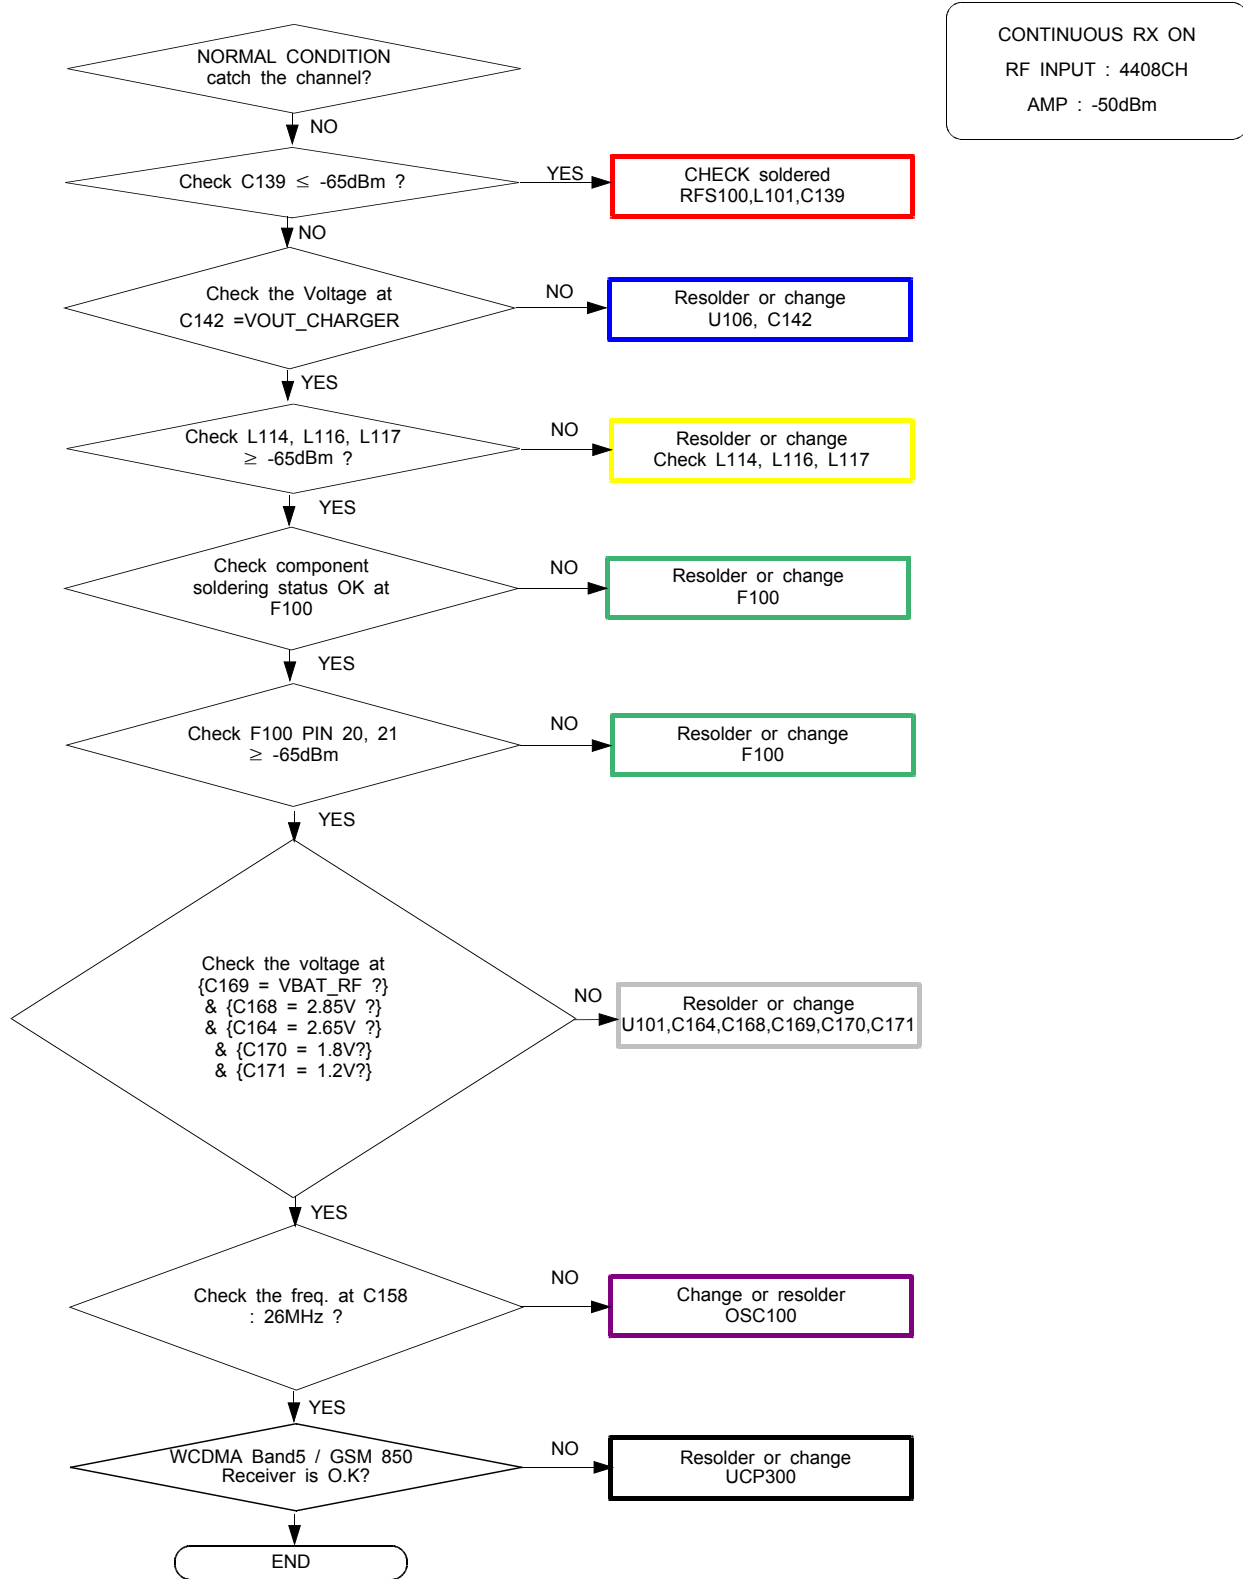 NORMAL CONDITION
catch the channel?
CONTINUOUS RX ON
RF INPUT : 4408CH
AMP : -50dBm
NO
Check C139 ≤ -65dBm ?
YES
CHECK soldered
RFS100,L101,C139
NO
Check the Voltage at
C142 =VOUT_CHARGER
NO
Resolder or change
U106, C142
YES
Check L114, L116, L117
≥ -65dBm ?
NO
Resolder or change
Check L114, L116, L117
YES
Check component
soldering status OK at
F100
NO
Resolder or change
F100
YES
Check F100 PIN 20, 21
≥ -65dBm
NO
Resolder or change
F100
YES
Check the voltage at
{C169 = VBAT_RF ?}
& {C168 = 2.85V ?}
& {C164 = 2.65V ?}
& {C170 = 1.8V?}
& {C171 = 1.2V?}
NO
Resolder or change
U101,C164,C168,C169,C170,C171
YES
Check the freq. at C158
: 26MHz ?
NO
Change or resolder
OSC100
YES
WCDMA Band5 / GSM 850
Receiver is O.K?
NO
Resolder or change
UCP300
END